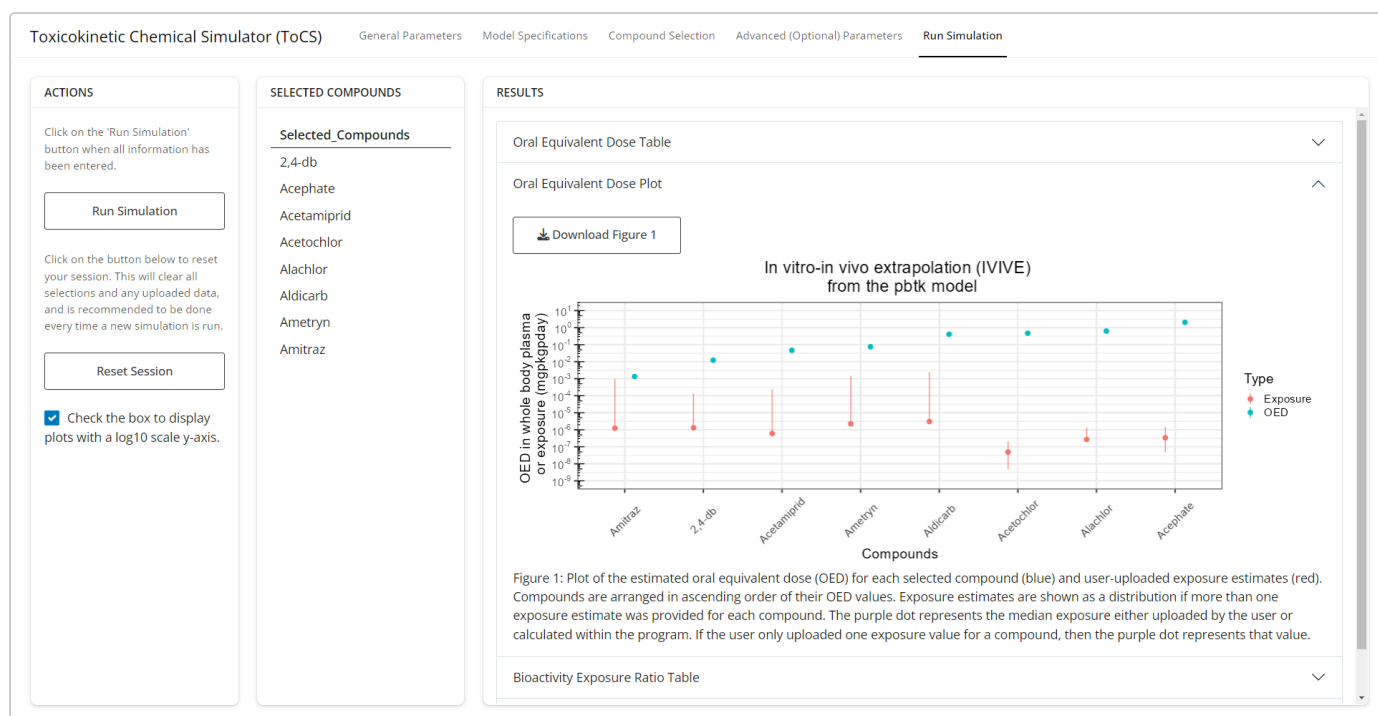 Toxicokinetic Chemical Simulator (ToCS)
General Parameters
Model Specifications
Compound Selection
Advanced (Optional) Parameters
Run Simulation
ACTIONS
Click on the 'Run Simulation'
button when all information has
been entered.
Run Simulation
Click on the button below to reset
your session. This will clear all
selections and any uploaded data,
and is recommended to be done
every time a new simulation is run.
Reset Session
Check the box to display
plots with a log10 scale y-axis.
SELECTED COMPOUNDS
Selected_Compounds
2,4-db
Acephate
Acetamiprid
Acetochlor
Alachlor
Aldicarb
Ametryn
Amitraz
RESULTS
Oral Equivalent Dose Table
Oral Equivalent Dose Plot
Download Figure 1
In vitro-in vivo extrapolation (IVIVE)
from the pbtk model
OED in whole body plasma
or exposure (mgpkgpday)
10¹
10⁰
10⁻¹
10⁻²
10⁻³
10⁻⁴
10⁻⁵
10⁻⁶
10⁻⁷
10⁻⁸
10⁻⁹
Amitraz
2,4-db
Acetamiprid
Ametryn
Aldicarb
Acetochlor
Alachlor
Acephate
Compounds
Type
Exposure
OED
Figure 1: Plot of the estimated oral equivalent dose (OED) for each selected compound (blue) and user-uploaded exposure estimates (red).
Compounds are arranged in ascending order of their OED values. Exposure estimates are shown as a distribution if more than one
exposure estimate was provided for each compound. The purple dot represents the median exposure either uploaded by the user or
calculated within the program. If the user only uploaded one exposure value for a compound, then the purple dot represents that value.
Bioactivity Exposure Ratio Table